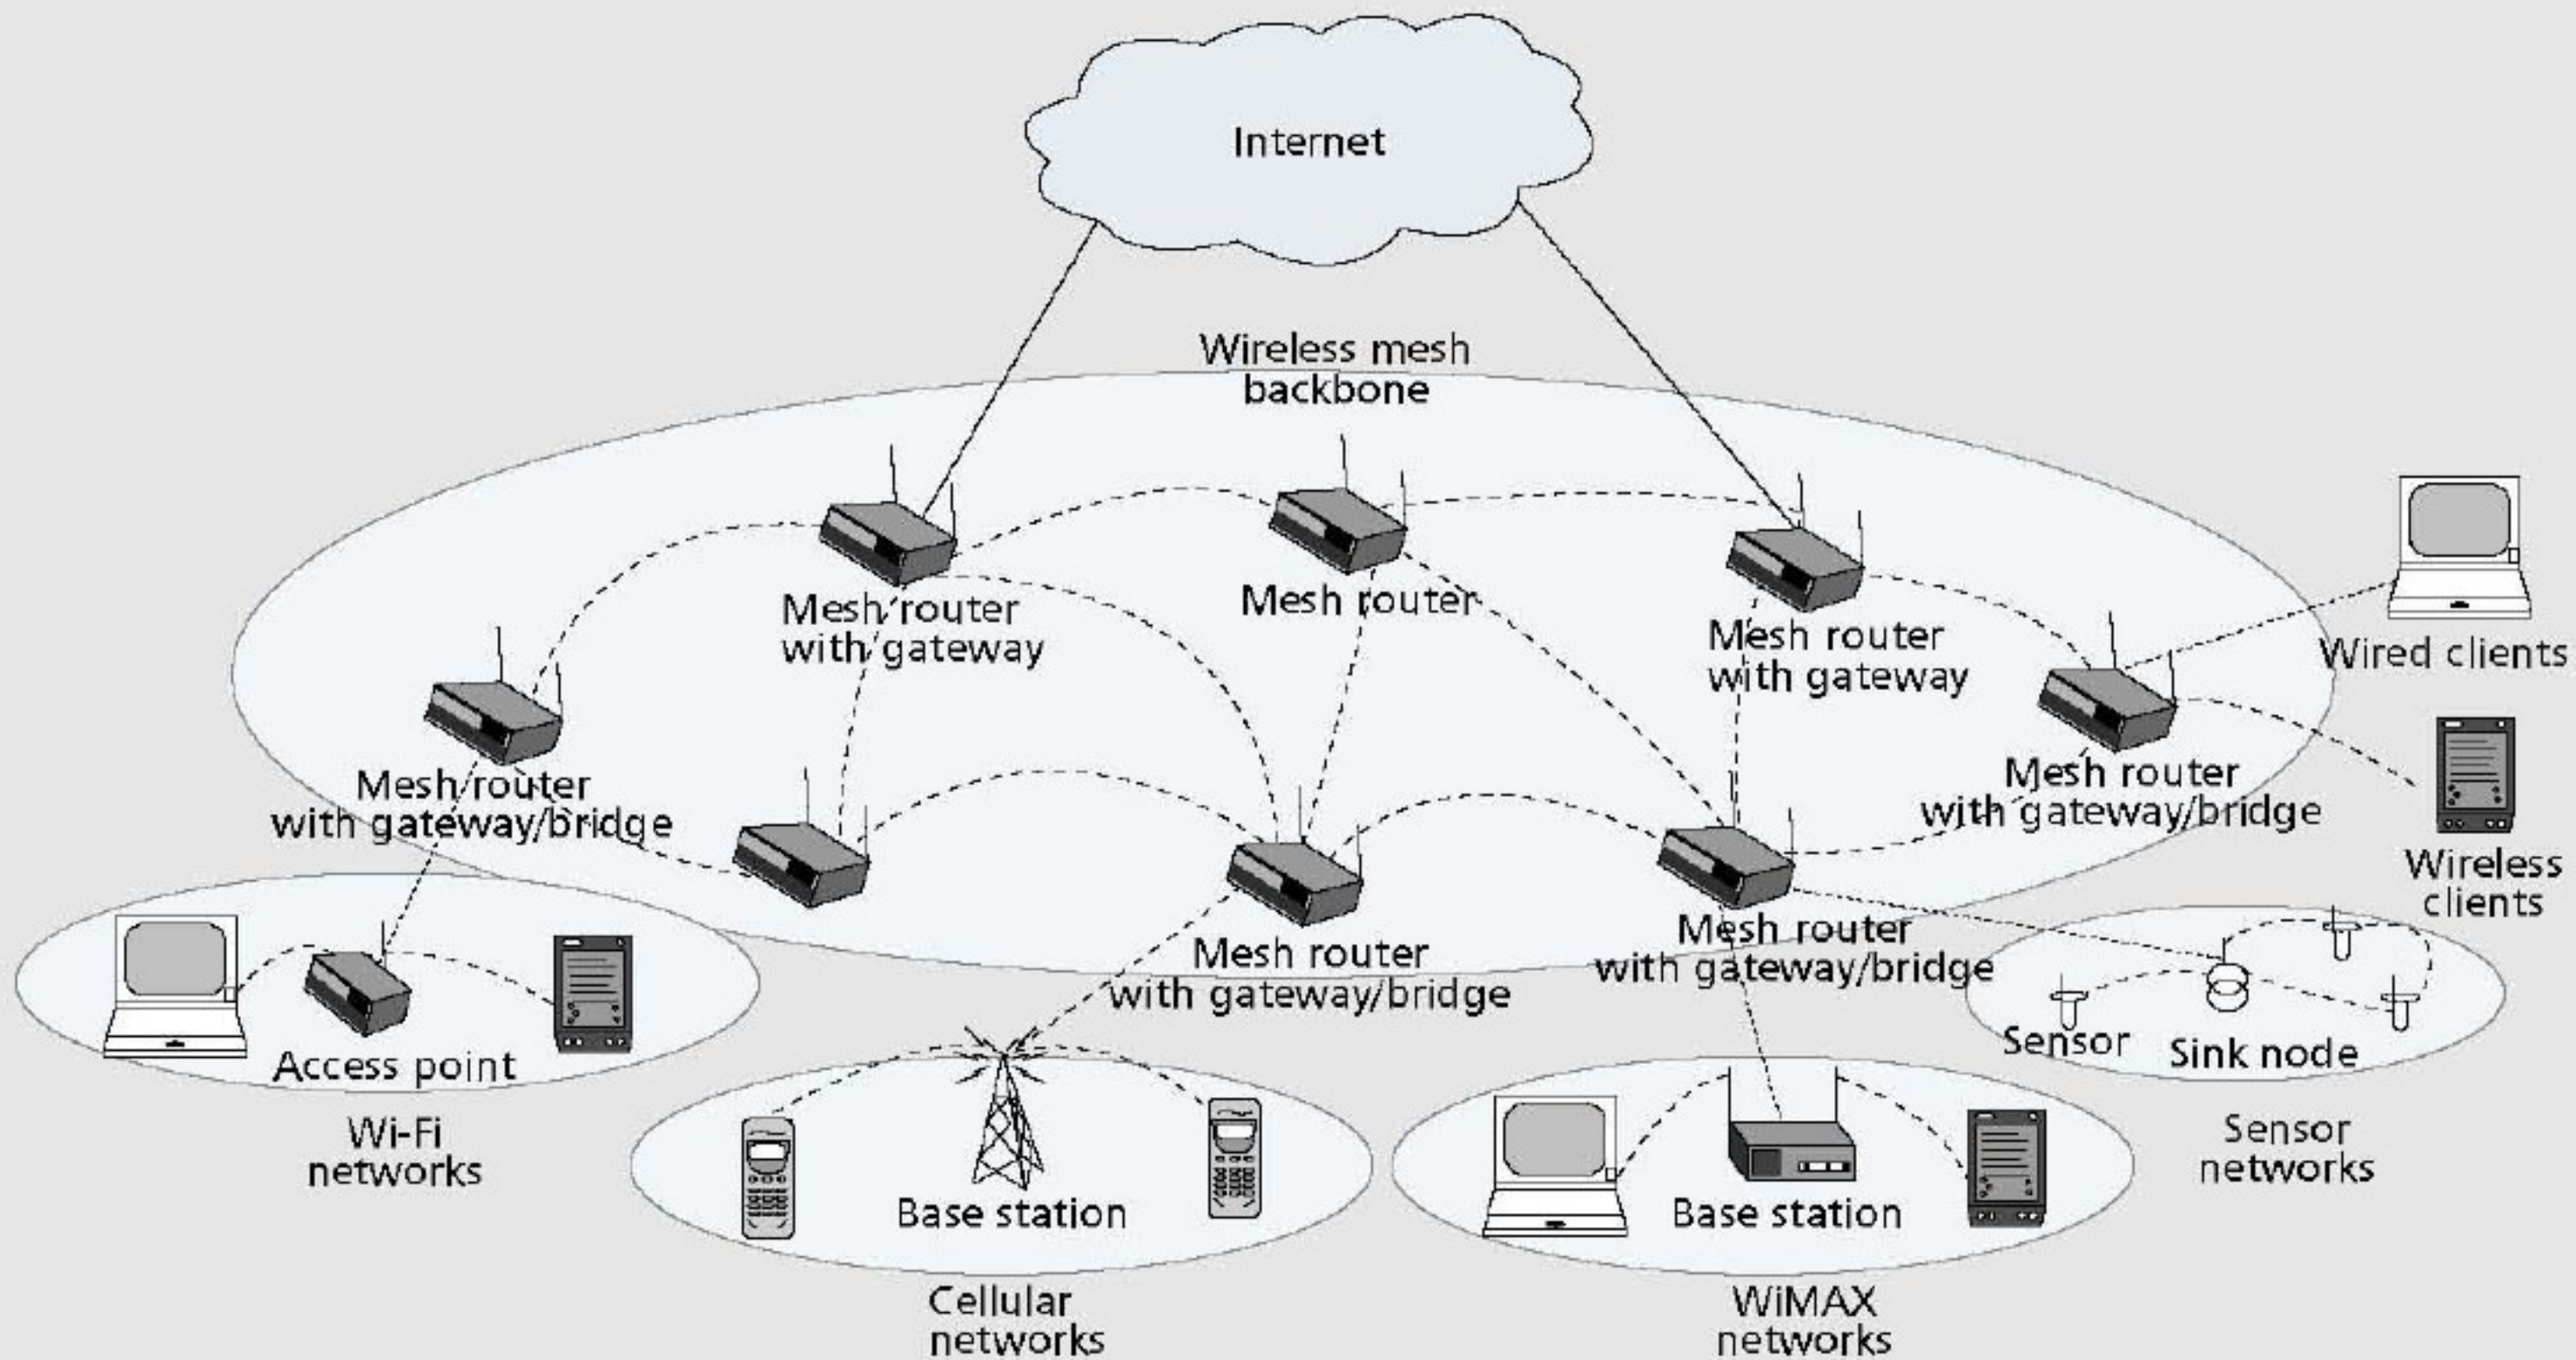 Internet
Wireless mesh
backbone
Mesh router
with gateway
Mesh router
Mesh router
with gateway
Wired clients
Mesh router
with gateway/bridge
Mesh router
with gateway/bridge
Wireless
clients
Mesh router
with gateway/bridge
Mesh router
with gateway/bridge
Access point
Wi-Fi
networks
Base station
Cellular
networks
Base station
WiMAX
networks
Sensor
Sink node
Sensor
networks